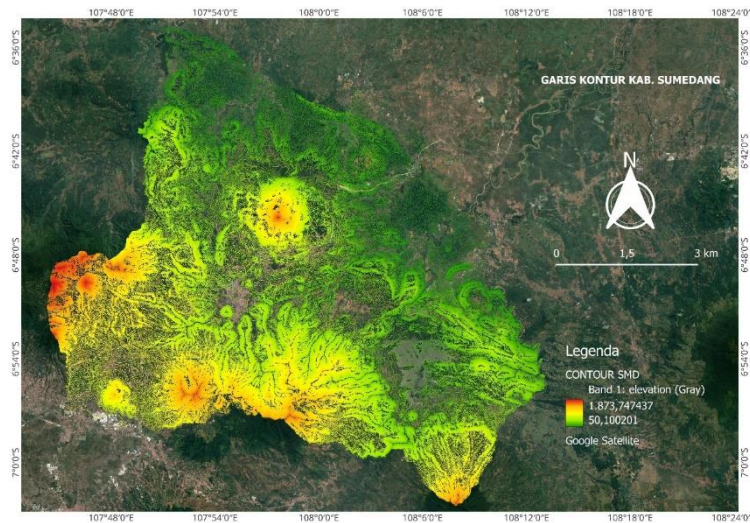 107°48'0"E 107°54'0"E 108°0'0"E 108°6'0"E 108°12'0"E 108°18'0"E 108°24'0"E
6°36'0"S 6°36'0"S
GARIS KONTUR KAB. SUMEDANG
6°42'0"S 6°42'0"S
N
6°48'0"S 6°48'0"S
0 1,5 3 km
6°54'0"S 6°54'0"S
Legenda
CONTOUR SMD
Band 1: elevation (Gray)
1.873,747437
50,100201
Google Satellite
7°0'0"S 7°0'0"S
107°48'0"E 107°54'0"E 108°0'0"E 108°6'0"E 108°12'0"E 108°18'0"E 108°24'0"E